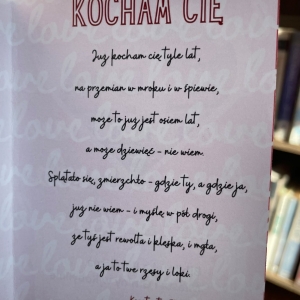 KOCHAM CIĘ
Już kocham cię tyle lat,
na przemian w mroku i w śpiewie,
może to już jest osiem lat,
a może dziewięć - nie wiem.
Splątało się, zmierzchło - gdzie ty, a gdzie ja,
już nie wiem - i myślę w pół drogi,
że tyś jest rewolta i klęska, i mgła,
a ja to twe rzęsy i loki.